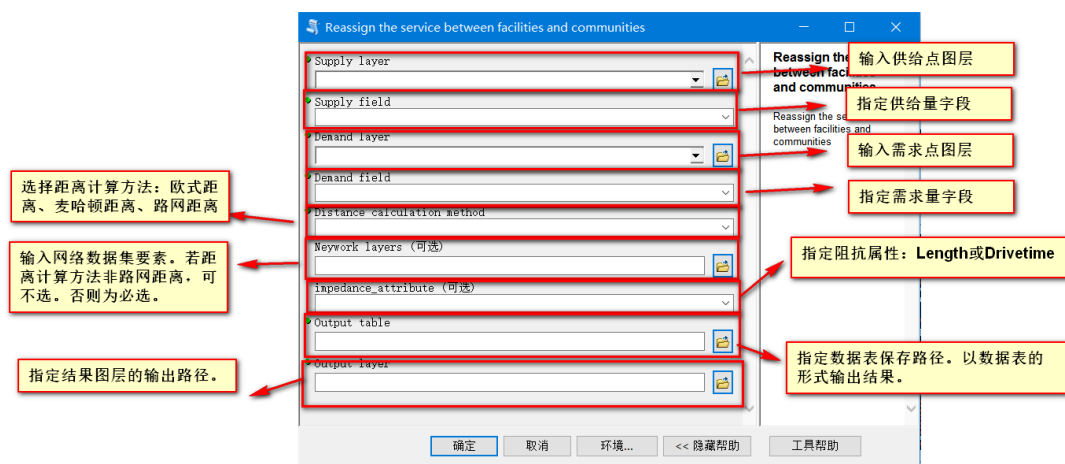 Reassign the service between facilities and communities
Supply layer
Supply field
Demand layer
Demand field
Distance calculation method
Neywork layers (可选)
impedance_attribute (可选)
Output table
Output layer
Reassign the
between facilities
and communities
Reassign the se
between facilities and
communities
确定
取消
环境...
<< 隐藏帮助
工具帮助
输入供给点图层
指定供给量字段
输入需求点图层
指定需求量字段
选择距离计算方法：欧式距
离、麦哈顿距离、路网距离
输入网络数据集要素。若距
离计算方法非路网距离，可
不选。否则为必选。
指定阻抗属性：Length或Drivetime
指定数据表保存路径。以数据表的
形式输出结果。
指定结果图层的输出路径。